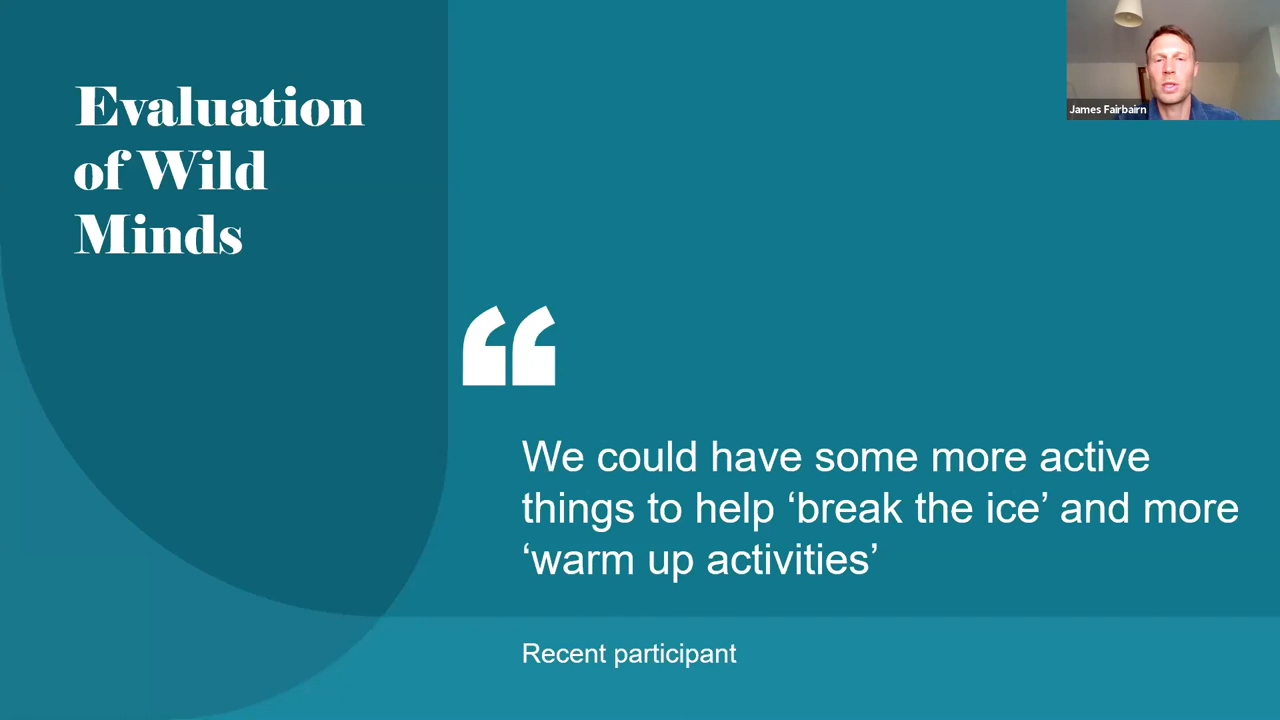 Evaluation
of Wild
Minds
James Fairbairn
“
We could have some more active
things to help ‘break the ice’ and more
‘warm up activities’
Recent participant